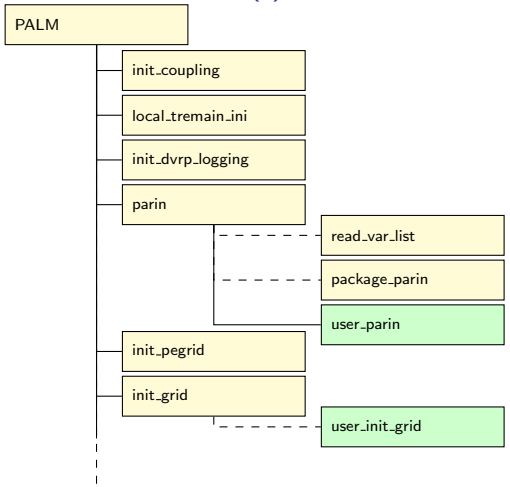 PALM
init_coupling
local_tremain_ini
init_dvrp_logging
parin
read_var_list
package_parin
user_parin
init_pegrid
init_grid
user_init_grid